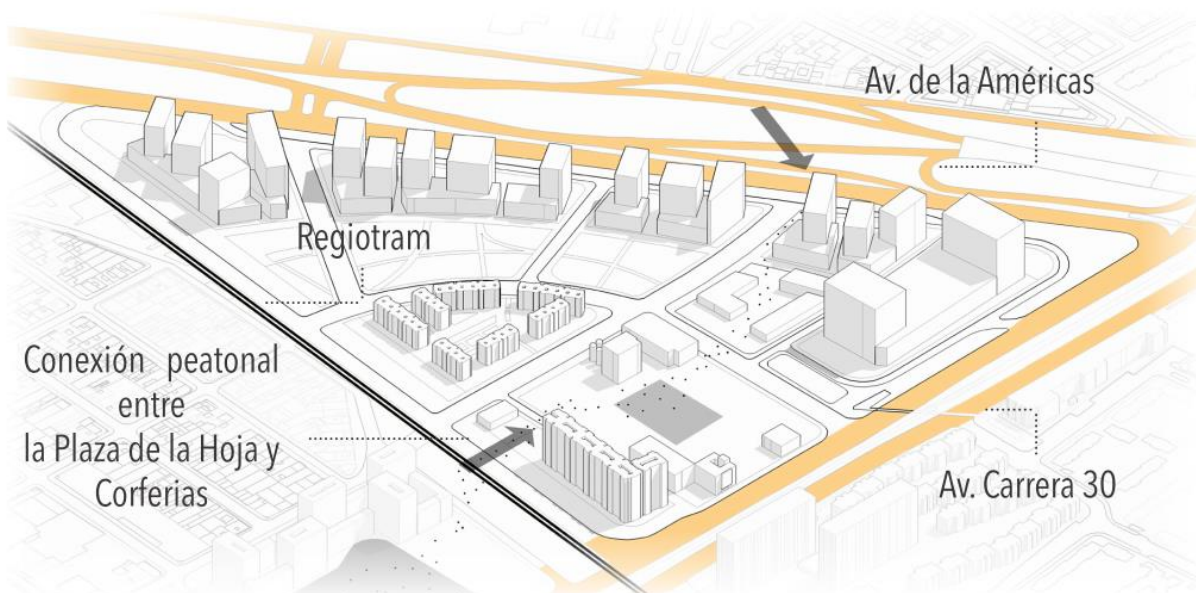 Av. de la Américas
Regiotram
Conexión peatonal
entre
la Plaza de la Hoja y
Corferias
Av. Carrera 30